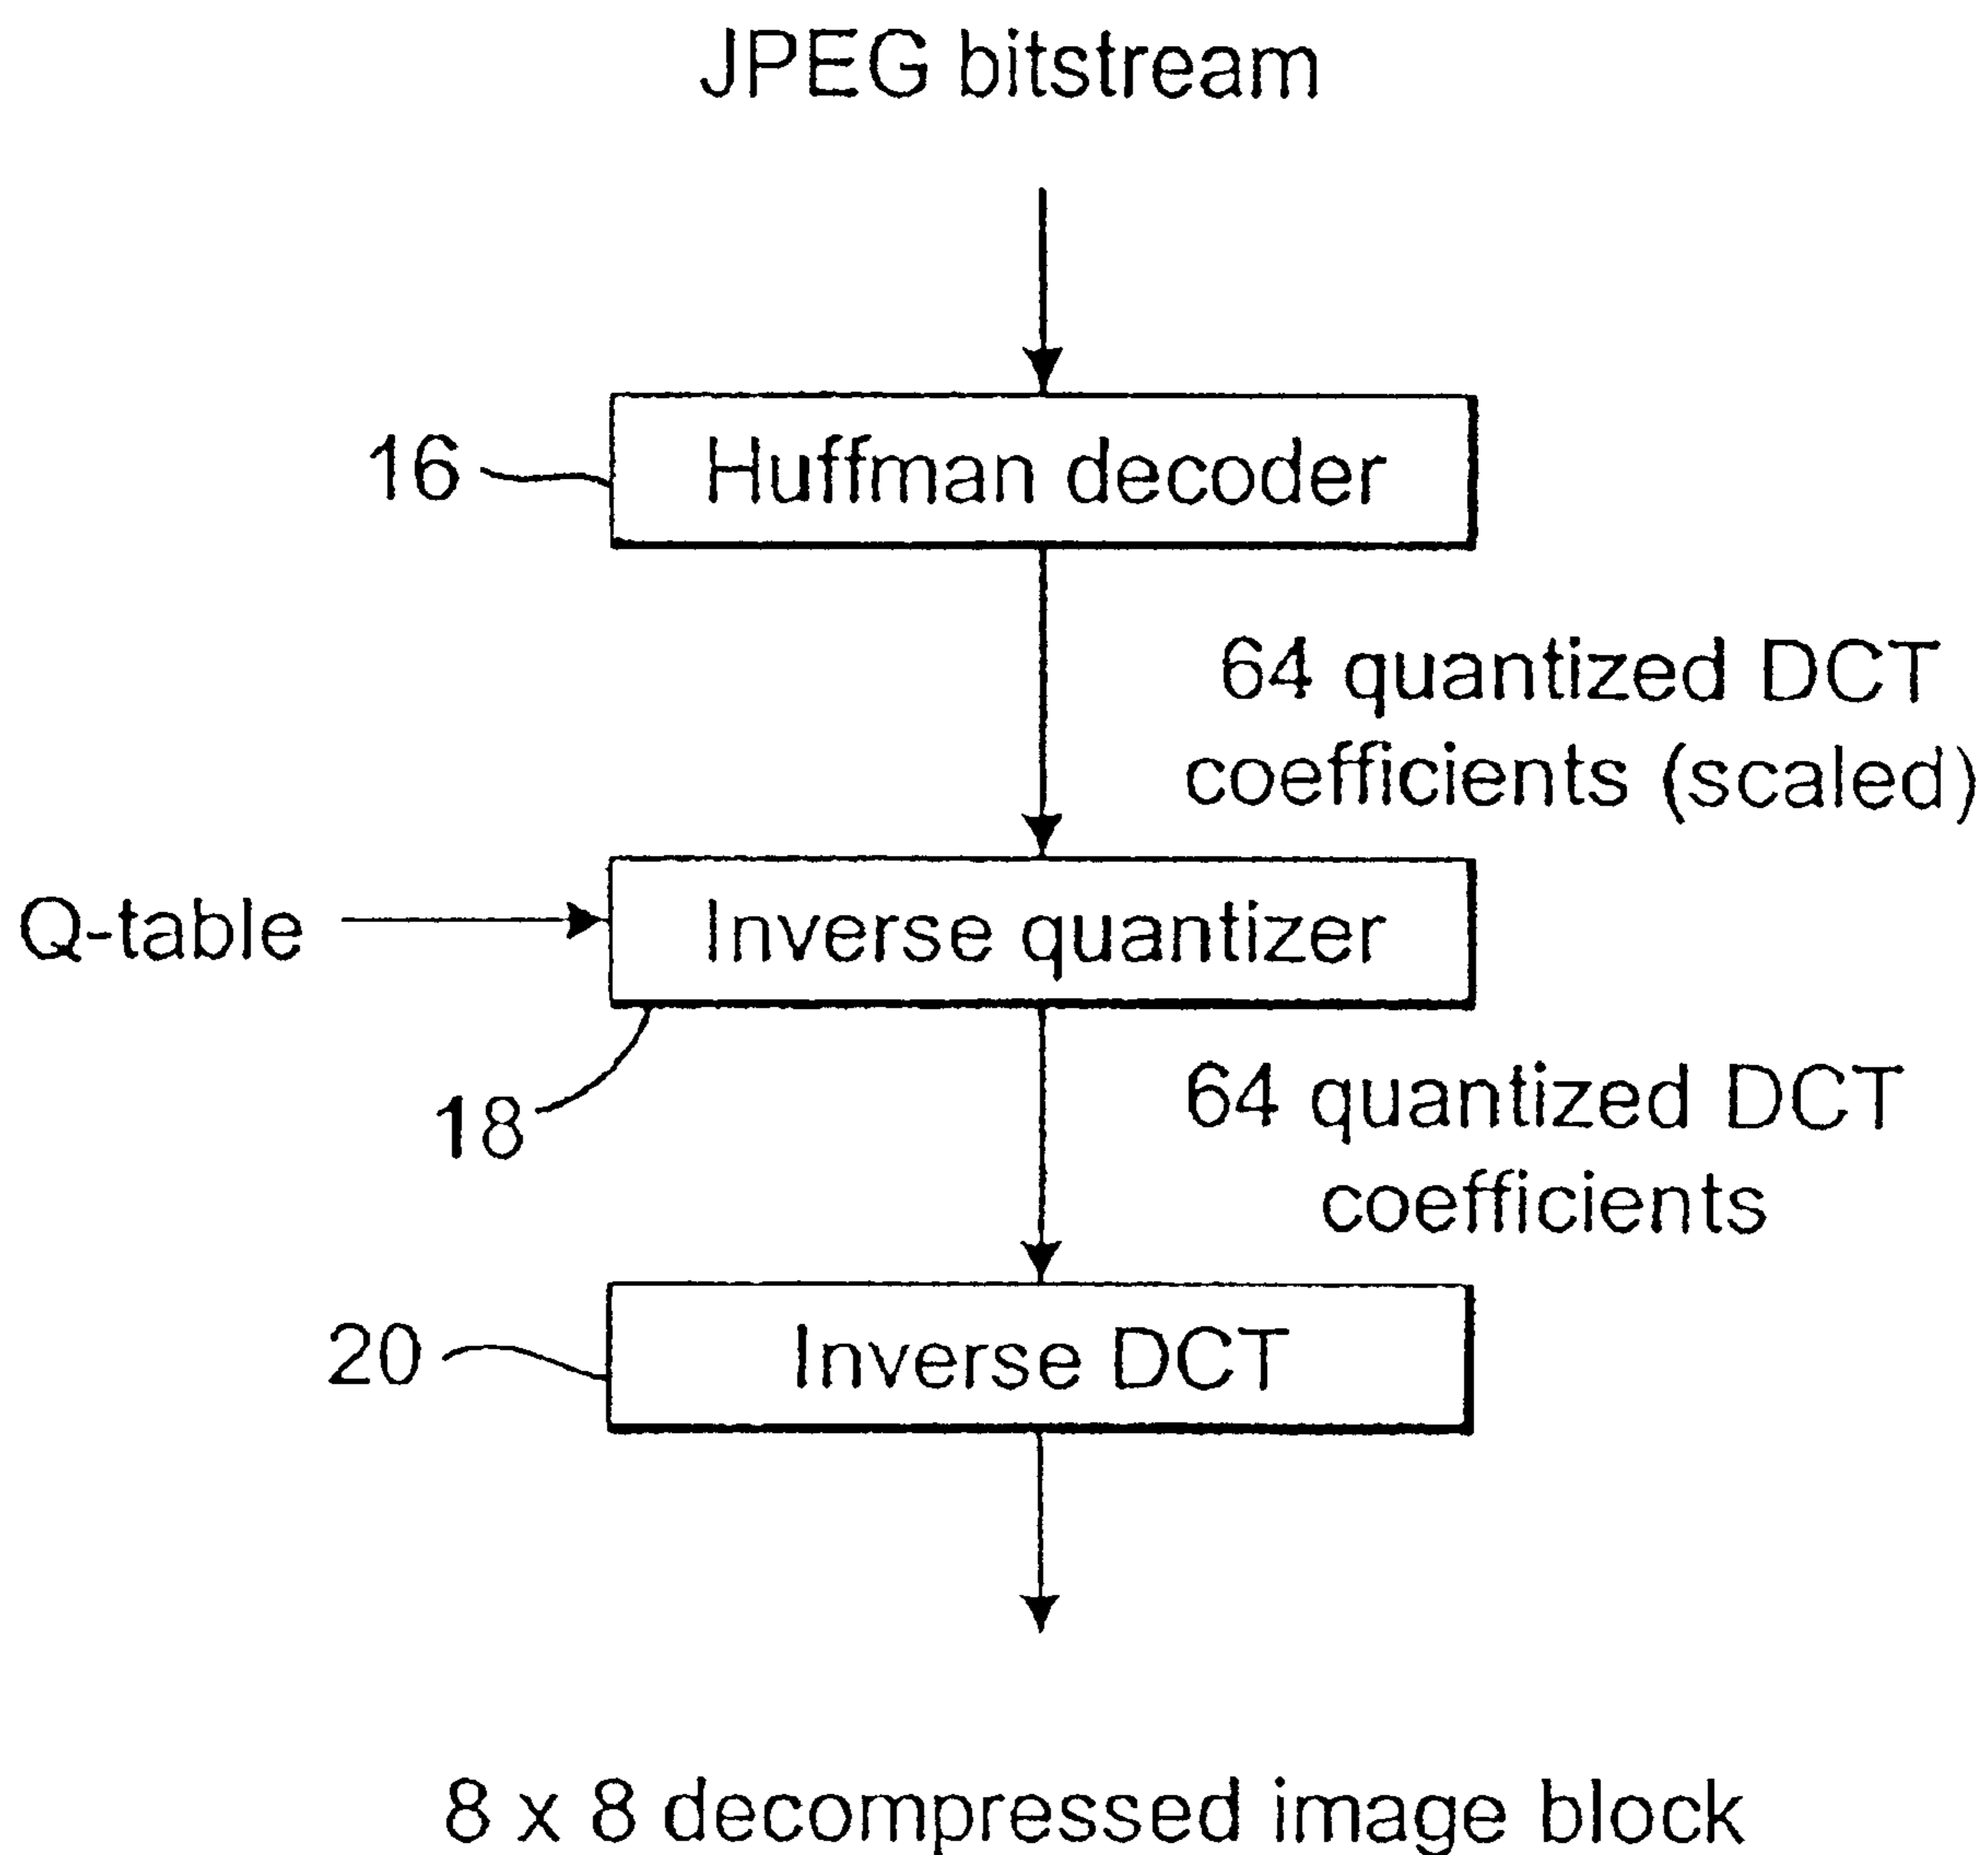 JPEG bitstream
16
Huffman decoder
64 quantized DCT
coefficients (scaled)
Q-table
Inverse quantizer
18
64 quantized DCT
coefficients
20
Inverse DCT
8 x 8 decompressed image block